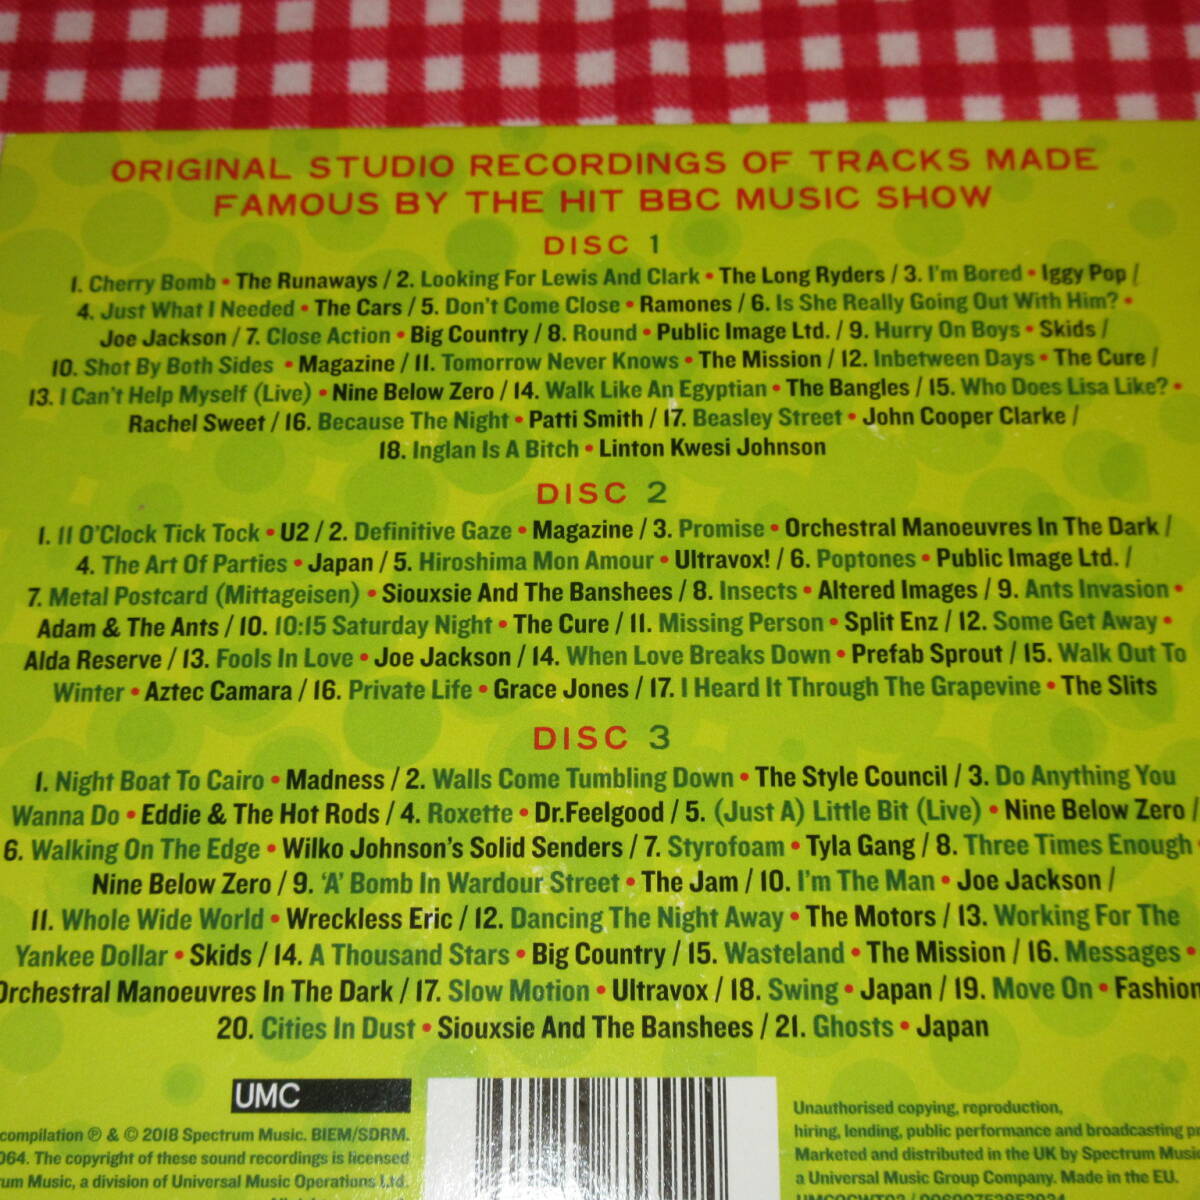 ORIGINAL STUDIO RECORDINGS OF TRACKS MADE
FAMOUS BY THE HIT BBC MUSIC SHOW
DISC 1
1. Cherry Bomb • The Runaways / 2. Looking For Lewis And Clark • The Long Ryders / 3. I'm Bored • Iggy Pop /
4. Just What I Needed • The Cars / 5. Don't Come Close • Ramones / 6. Is She Really Going Out With Him? •
Joe Jackson / 7. Close Action • Big Country / 8. Round • Public Image Ltd. / 9. Hurry On Boys • Skids /
10. Shot By Both Sides • Magazine / 11. Tomorrow Never Knows • The Mission / 12. Inbetween Days • The Cure /
13. I Can't Help Myself (Live) • Nine Below Zero / 14. Walk Like An Egyptian • The Bangles / 15. Who Does Lisa Like? •
Rachel Sweet / 16. Because The Night • Patti Smith / 17. Beasley Street • John Cooper Clarke /
18. Inglan Is A Bitch • Linton Kwesi Johnson
DISC 2
1. 11 O'Clock Tick Tock • U2 / 2. Definitive Gaze • Magazine / 3. Promise • Orchestral Manoeuvres In The Dark /
4. The Art Of Parties • Japan / 5. Hiroshima Mon Amour • Ultravox! / 6. Poptones • Public Image Ltd. /
7. Metal Postcard (Mittageisen) • Siouxsie And The Banshees / 8. Insects • Altered Images / 9. Ants Invasion •
Adam & The Ants / 10. 10:15 Saturday Night • The Cure / 11. Missing Person • Split Enz / 12. Some Get Away •
Alda Reserve / 13. Fools In Love • Joe Jackson / 14. When Love Breaks Down • Prefab Sprout / 15. Walk Out To
Winter • Aztec Camara / 16. Private Life • Grace Jones / 17. I Heard It Through The Grapevine • The Slits
DISC 3
1. Night Boat To Cairo • Madness / 2. Walls Come Tumbling Down • The Style Council / 3. Do Anything You
Wanna Do • Eddie & The Hot Rods / 4. Roxette • Dr.Feelgood / 5. (Just A) Little Bit (Live) • Nine Below Zero /
6. Walking On The Edge • Wilko Johnson's Solid Senders / 7. Styrofoam • Tyla Gang / 8. Three Times Enough •
Nine Below Zero / 9. 'A' Bomb In Wardour Street • The Jam / 10. I'm The Man • Joe Jackson /
11. Whole Wide World • Wreckless Eric / 12. Dancing The Night Away • The Motors / 13. Working For The
Yankee Dollar • Skids / 14. A Thousand Stars • Big Country / 15. Wasteland • The Mission / 16. Messages •
Orchestral Manoeuvres In The Dark / 17. Slow Motion • Ultravox / 18. Swing • Japan / 19. Move On • Fashion
20. Cities In Dust • Siouxsie And The Banshees / 21. Ghosts • Japan
UMC
compilation ℗ & © 2018 Spectrum Music. BIEM/SDRM.
064. The copyright of these sound recordings is licensed
rum Music, a division of Universal Music Operations Ltd.
Unauthorised copying, reproduction,
hiring, lending, public performance and broadcasting
Marketed and distributed in the UK by Spectrum Music
a Universal Music Group Company. Made in the EU.